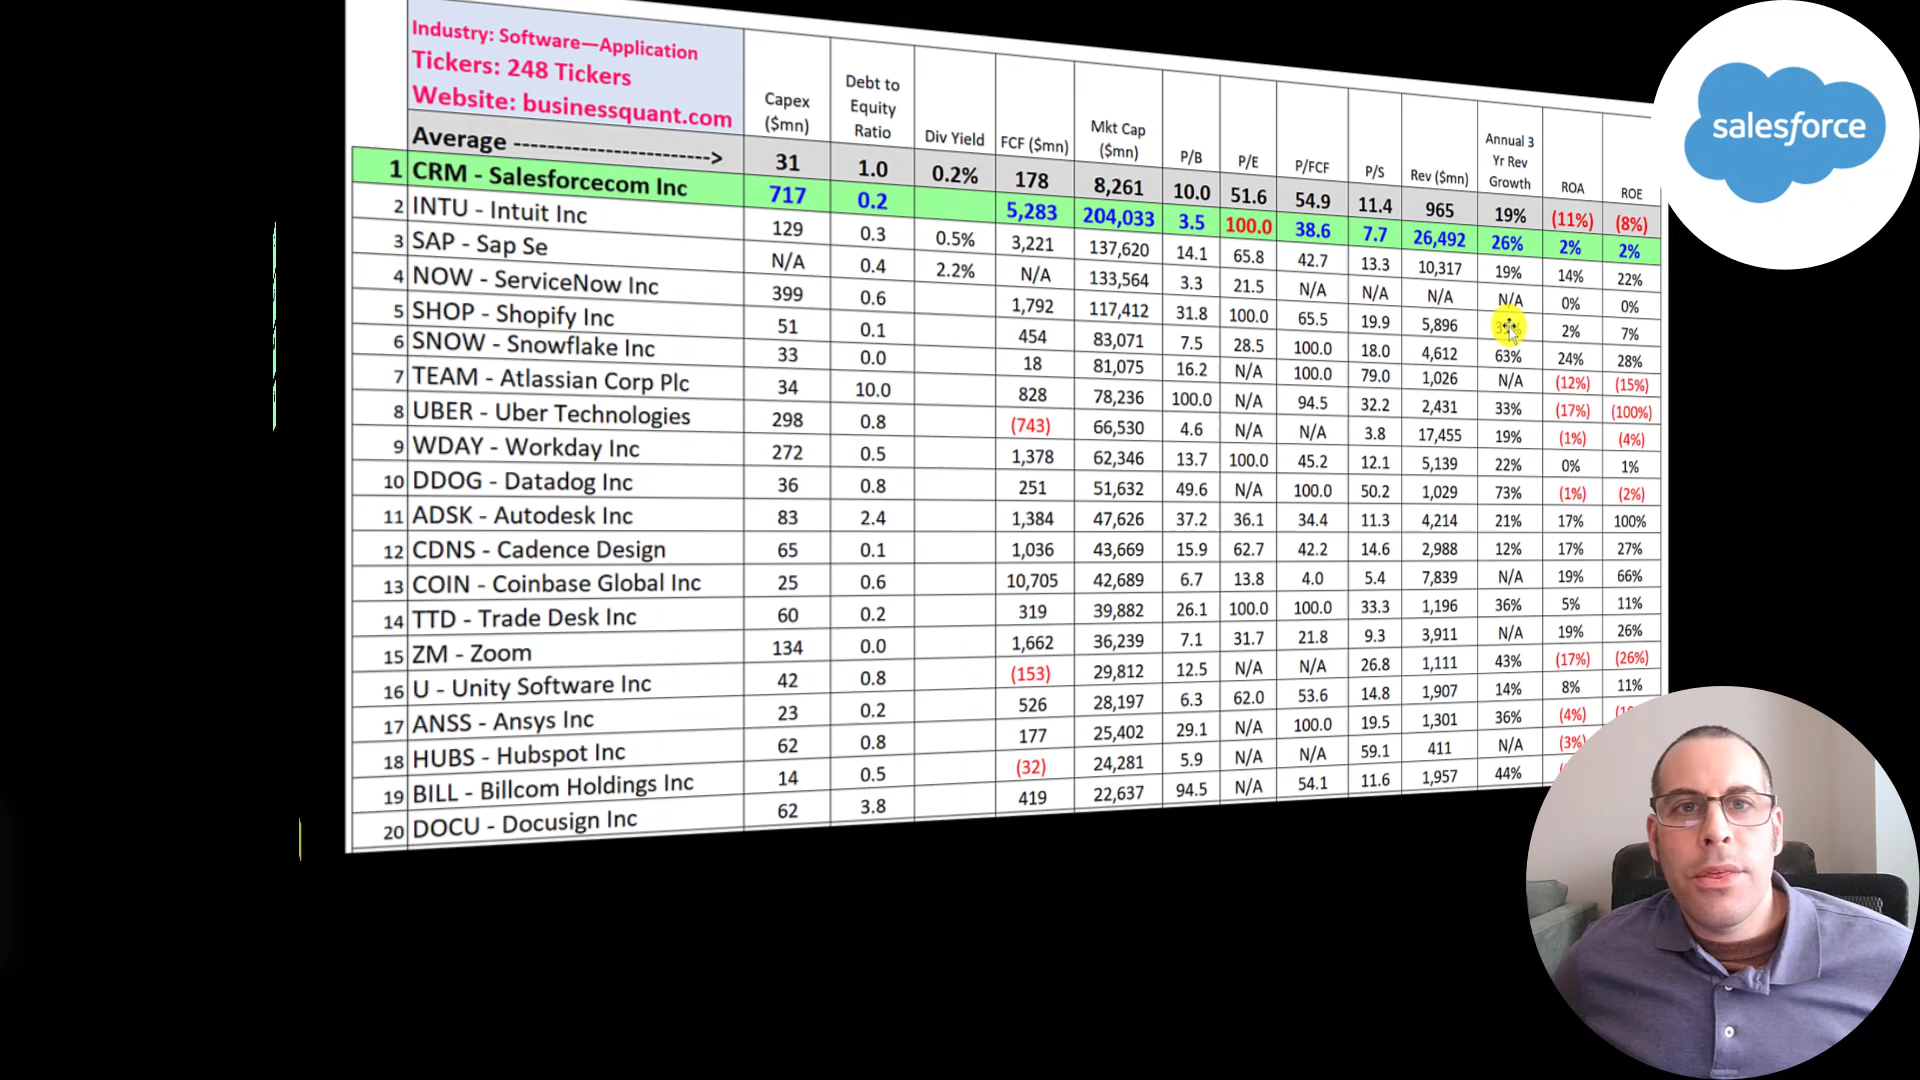 Industry: Software—Application
Tickers: 248 Tickers
Website: businessquant.com
Capex ($mn) Debt to Equity Ratio Div Yield FCF ($mn) Mkt Cap ($mn) P/B P/E P/FCF P/S Rev ($mn) Annual 3 Yr Rev Growth ROA ROE
Average -----------------------> 31 1.0 0.2% 178 8,261 10.0 51.6 54.9 11.4 965 19% (11%) (8%)
1 CRM - Salesforcecom Inc 717 0.2 5,283 204,033 3.5 100.0 38.6 7.7 26,492 26% 2% 2%
2 INTU - Intuit Inc 129 0.3 0.5% 3,221 137,620 14.1 65.8 42.7 13.3 10,317 19% 14% 22%
3 SAP - Sap Se N/A 0.4 2.2% N/A 133,564 3.3 21.5 N/A N/A N/A N/A 0% 0%
4 NOW - ServiceNow Inc 399 0.6 1,792 117,412 31.8 100.0 65.5 19.9 5,896 2% 7%
5 SHOP - Shopify Inc 51 0.1 454 83,071 7.5 28.5 100.0 18.0 4,612 63% 24% 28%
6 SNOW - Snowflake Inc 33 0.0 18 81,075 16.2 N/A 100.0 79.0 1,026 N/A (12%) (15%)
7 TEAM - Atlassian Corp Plc 34 10.0 828 78,236 100.0 N/A 94.5 32.2 2,431 33% (17%) (100%)
8 UBER - Uber Technologies 298 0.8 (743) 66,530 4.6 N/A N/A 3.8 17,455 19% (1%) (4%)
9 WDAY - Workday Inc 272 0.5 1,378 62,346 13.7 100.0 45.2 12.1 5,139 22% 0% 1%
10 DDOG - Datadog Inc 36 0.8 251 51,632 49.6 N/A 100.0 50.2 1,029 73% (1%) (2%)
11 ADSK - Autodesk Inc 83 2.4 1,384 47,626 37.2 36.1 34.4 11.3 4,214 21% 17% 100%
12 CDNS - Cadence Design 65 0.1 1,036 43,669 15.9 62.7 42.2 14.6 2,988 12% 17% 27%
13 COIN - Coinbase Global Inc 25 0.6 10,705 42,689 6.7 13.8 4.0 5.4 7,839 N/A 19% 66%
14 TTD - Trade Desk Inc 60 0.2 319 39,882 26.1 100.0 100.0 33.3 1,196 36% 5% 11%
15 ZM - Zoom 134 0.0 1,662 36,239 7.1 31.7 21.8 9.3 3,911 N/A 19% 26%
16 U - Unity Software Inc 42 0.8 (153) 29,812 12.5 N/A N/A 26.8 1,111 43% (17%) (26%)
17 ANSS - Ansys Inc 23 0.2 526 28,197 6.3 62.0 53.6 14.8 1,907 14% 8% 11%
18 HUBS - Hubspot Inc 62 0.8 177 25,402 29.1 N/A 100.0 19.5 1,301 36% (4%)
19 BILL - Billcom Holdings Inc 14 0.5 (32) 24,281 5.9 N/A N/A 59.1 411 N/A (3%)
20 DOCU - Docusign Inc 62 3.8 419 22,637 94.5 N/A 54.1 11.6 1,957 44%
salesforce